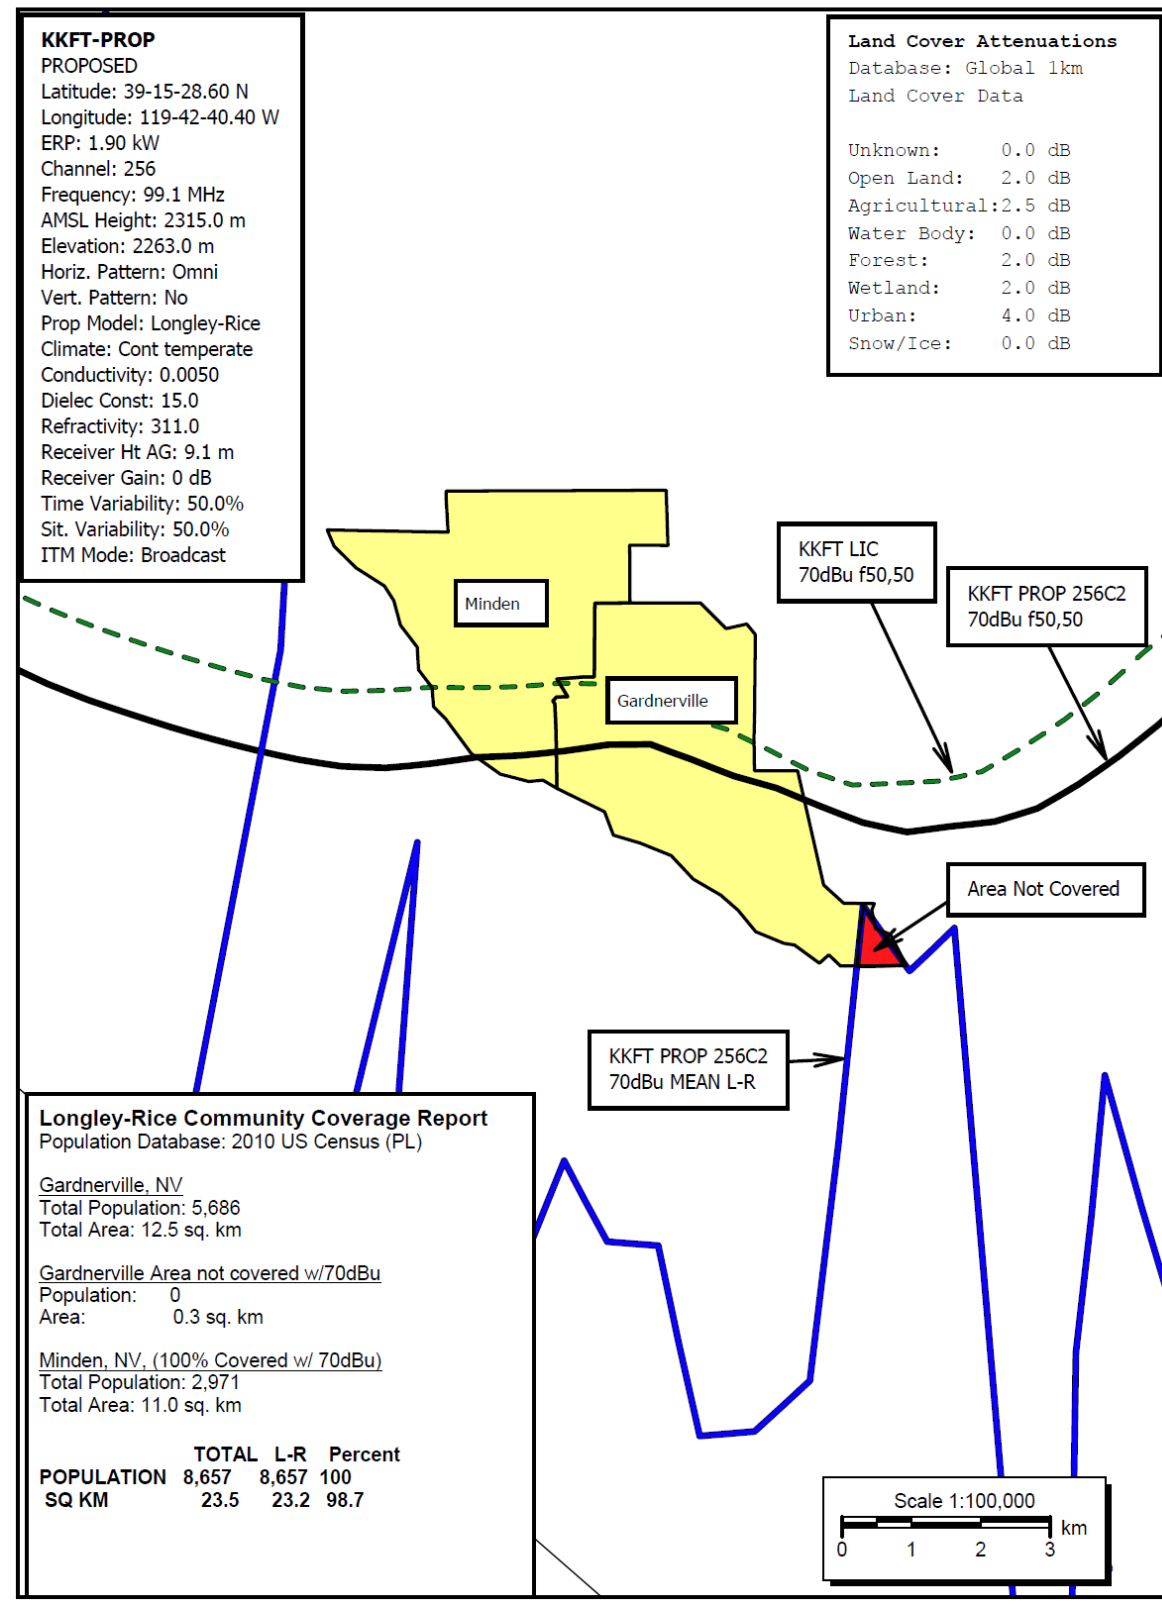 KKFT-PROP
PROPOSED
Latitude: 39-15-28.60 N
Longitude: 119-42-40.40 W
ERP: 1.90 kW
Channel: 256
Frequency: 99.1 MHz
AMSL Height: 2315.0 m
Elevation: 2263.0 m
Horiz. Pattern: Omni
Vert. Pattern: No
Prop Model: Longley-Rice
Climate: Cont temperate
Conductivity: 0.0050
Dielec Const: 15.0
Refractivity: 311.0
Receiver Ht AG: 9.1 m
Receiver Gain: 0 dB
Time Variability: 50.0%
Sit. Variability: 50.0%
ITM Mode: Broadcast
Land Cover Attenuations
Database: Global 1km
Land Cover Data
Unknown: 0.0 dB
Open Land: 2.0 dB
Agricultural:2.5 dB
Water Body: 0.0 dB
Forest: 2.0 dB
Wetland: 2.0 dB
Urban: 4.0 dB
Snow/Ice: 0.0 dB
KKFT LIC
70dBu f50,50
KKFT PROP 256C2
70dBu f50,50
Minden
Gardnerville
Area Not Covered
KKFT PROP 256C2
70dBu MEAN L-R
Longley-Rice Community Coverage Report
Population Database: 2010 US Census (PL)
Gardnerville, NV
Total Population: 5,686
Total Area: 12.5 sq. km
Gardnerville Area not covered w/70dBu
Population: 0
Area: 0.3 sq. km
Minden, NV, (100% Covered w/ 70dBu)
Total Population: 2,971
Total Area: 11.0 sq. km
TOTAL L-R Percent
POPULATION 8,657 8,657 100
SQ KM 23.5 23.2 98.7
Scale 1:100,000
km
0 1 2 3